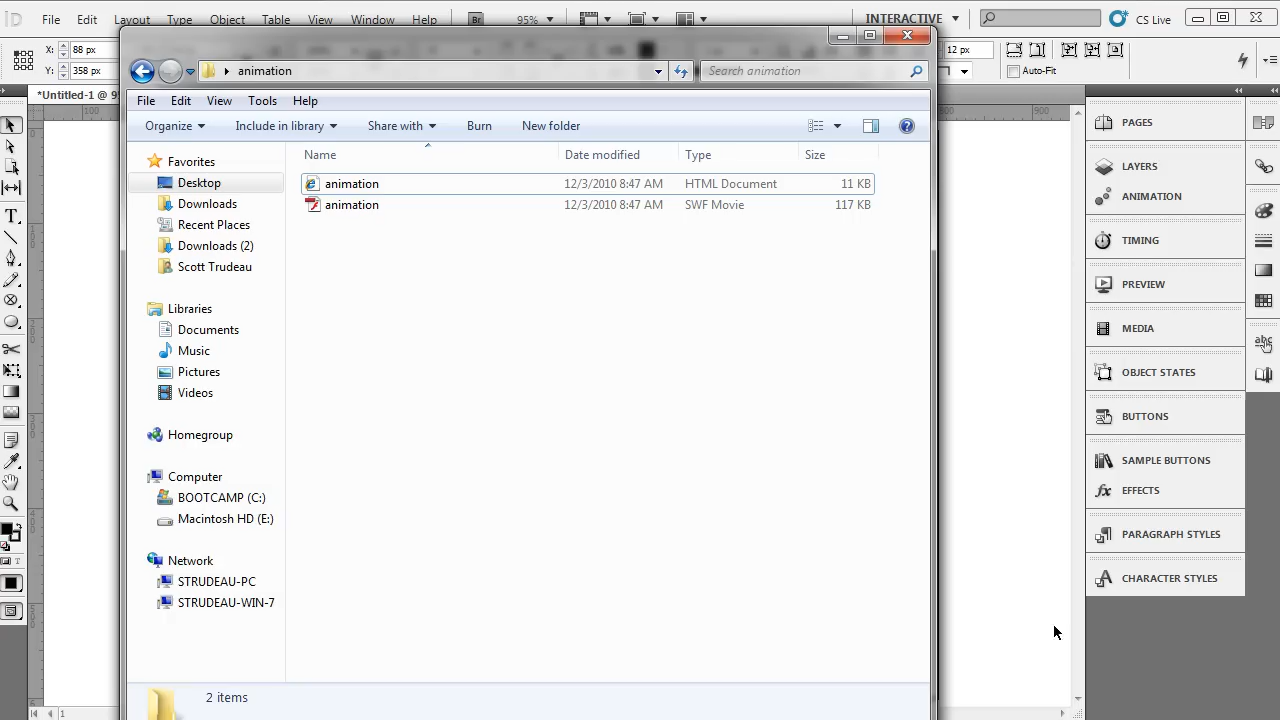 File Edit Layout Type Object Table View Window Help Br 95% INTERACTIVE CS Live
X: 88 px
Y: 358 px
12 px
Auto-Fit
animation
Search animation
*Untitled-1 @ 9
File Edit View Tools Help
Organize Include in library Share with Burn New folder
Name Date modified Type Size
animation 12/3/2010 8:47 AM HTML Document 11 KB
animation 12/3/2010 8:47 AM SWF Movie 117 KB
Favorites
Desktop
Downloads
Recent Places
Downloads (2)
Scott Trudeau
Libraries
Documents
Music
Pictures
Videos
Homegroup
Computer
BOOTCAMP (C:)
Macintosh HD (E:)
Network
STRUDEAU-PC
STRUDEAU-WIN-7
2 items
PAGES
LAYERS
ANIMATION
TIMING
PREVIEW
MEDIA
OBJECT STATES
BUTTONS
SAMPLE BUTTONS
EFFECTS
PARAGRAPH STYLES
CHARACTER STYLES
100
900
1